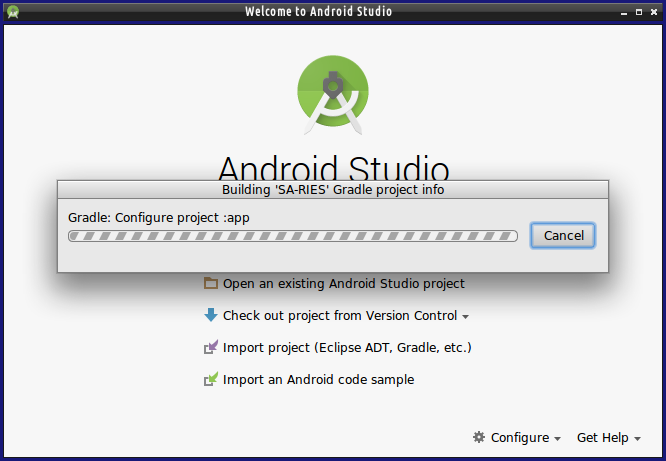 Welcome to Android Studio
Android Studio
Building 'SA-RIES' Gradle project info
Gradle: Configure project :app
Cancel
Open an existing Android Studio project
Check out project from Version Control
Import project (Eclipse ADT, Gradle, etc.)
Import an Android code sample
Configure
Get Help